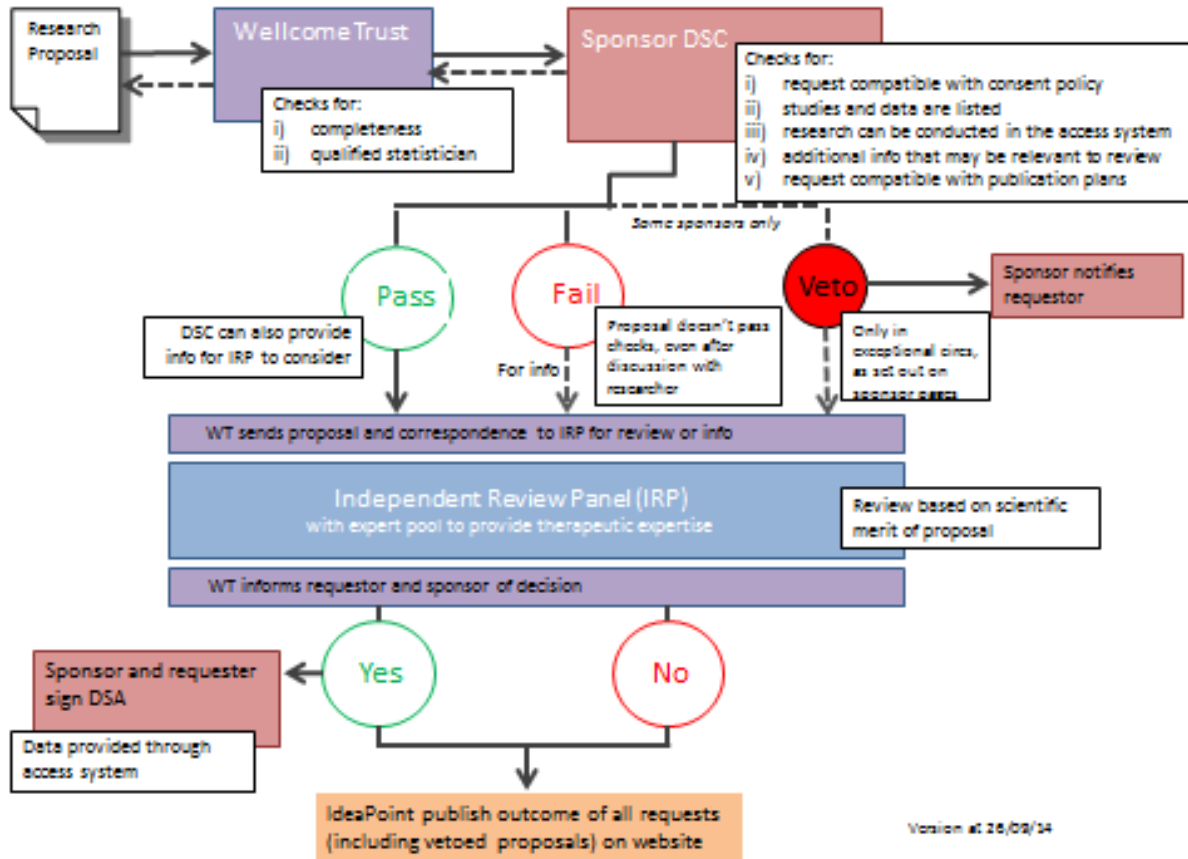 Research
Proposal
Wellcome Trust
Checks for:
i) completeness
ii) qualified statistician
Sponsor DSC
Checks for:
i) request compatible with consent policy
ii) studies and data are listed
iii) research can be conducted in the access system
iv) additional info that may be relevant to review
v) request compatible with publication plans
Some sponsors only
Pass
Fail
Veto
Sponsor notifies
requestor
DSC can also provide
info for IRP to consider
For info
Proposal doesn't pass
checks, even after
discussion with
researcher
Only in
exceptional circs,
as set out on
sponsor pages
WT sends proposal and correspondence to IRP for review or info
Independent Review Panel (IRP)
with expert pool to provide therapeutic expertise
Review based on scientific
merit of proposal
WT informs requestor and sponsor of decision
Yes
No
Sponsor and requester
sign DSA
Data provided through
access system
IdeaPoint publish outcome of all requests
(including vetoed proposals) on website
Version at